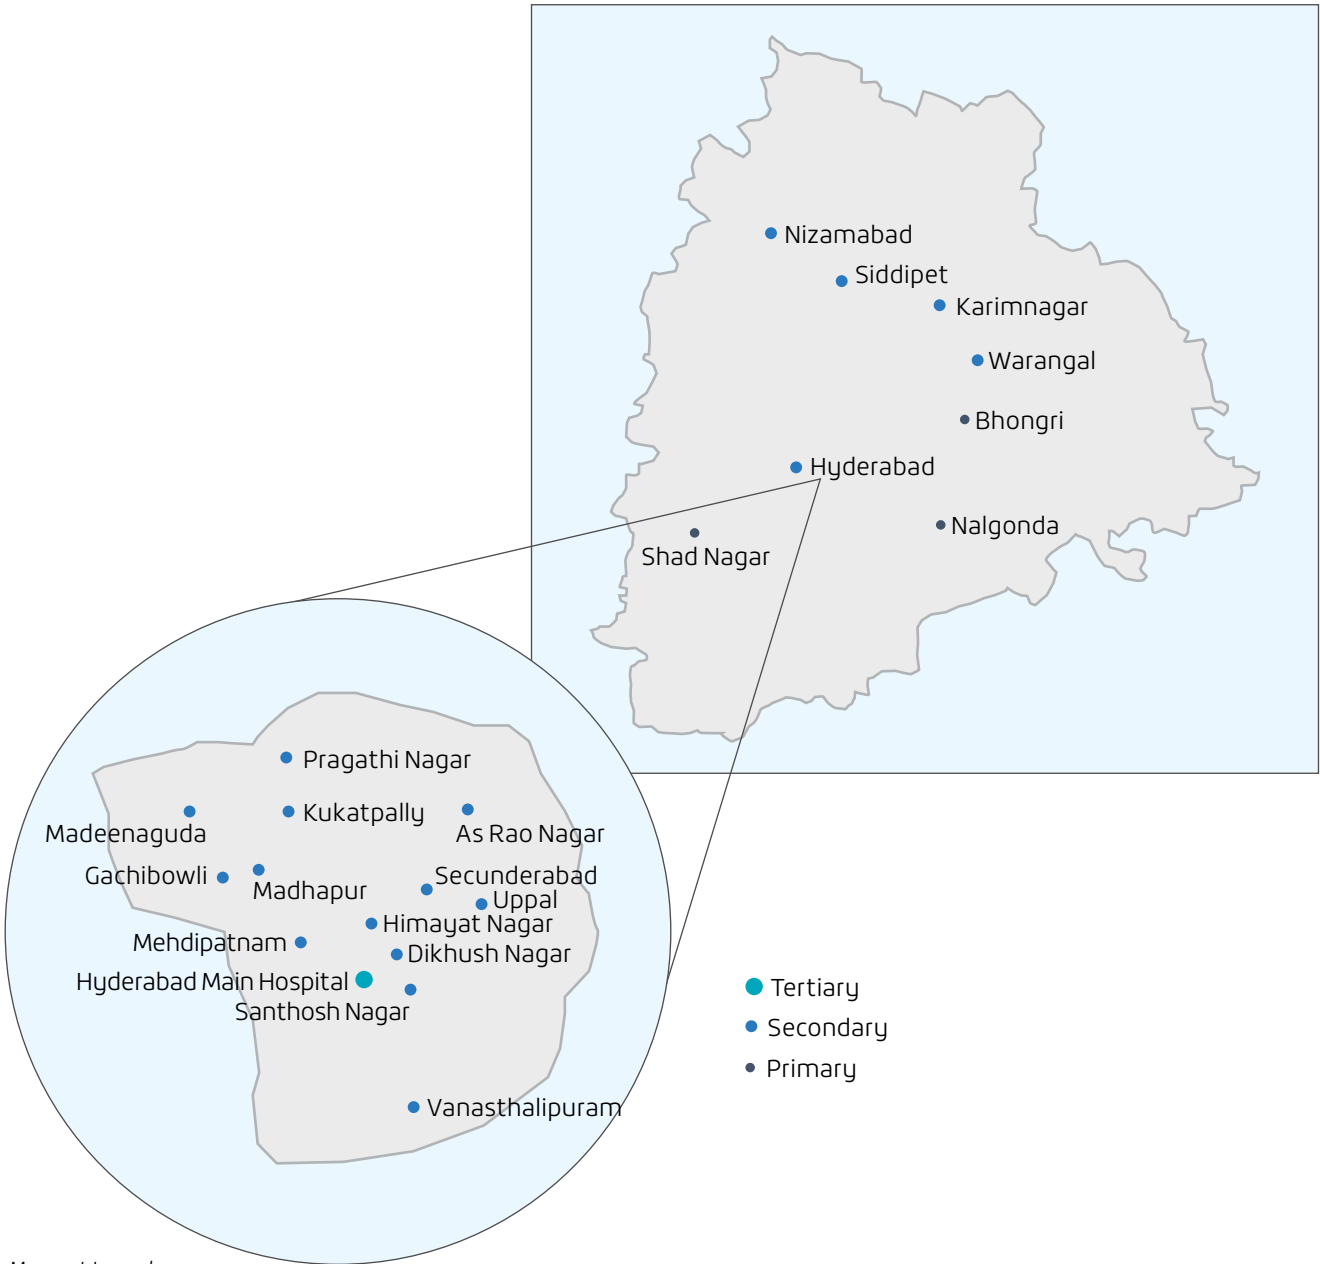 Nizamabad
Siddipet
Karimnagar
Warangal
Bhongri
Hyderabad
Nalgonda
Shad Nagar
Pragathi Nagar
Kukatpally
Madeenaguda
As Rao Nagar
Gachibowli
Madhapur
Secunderabad
Uppal
Himayat Nagar
Mehdipatnam
Dikhush Nagar
Hyderabad Main Hospital
Santhosh Nagar
Vanasthalipuram
Tertiary
Secondary
Primary